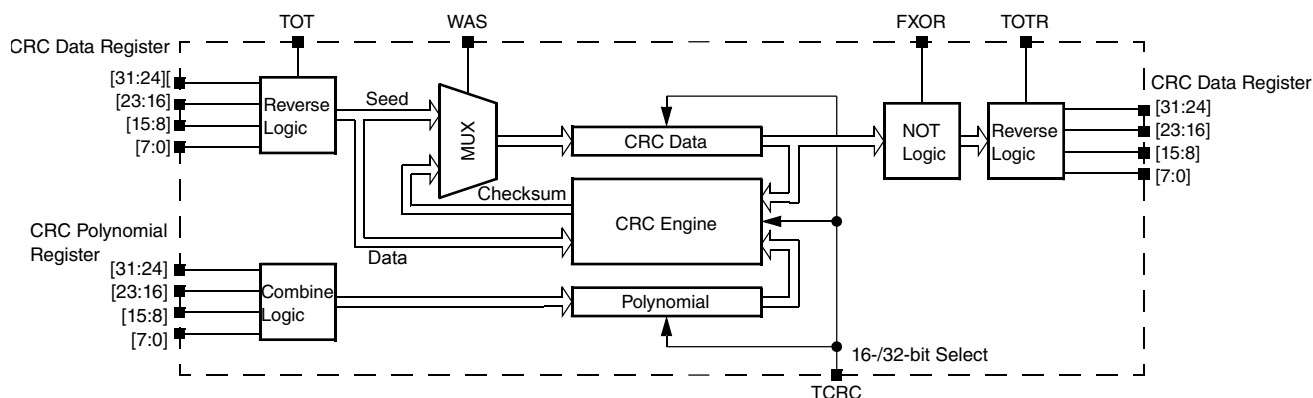 TOT
WAS
FXOR
TOTR
CRC Data Register
[31:24][
[23:16]
[15:8]
[7:0]
Reverse
Logic
Seed
MUX
Checksum
Data
CRC Data
CRC Engine
NOT
Logic
Reverse
Logic
CRC Data Register
[31:24]
[23:16]
[15:8]
[7:0]
CRC Polynomial
Register
[31:24]
[23:16]
[15:8]
[7:0]
Combine
Logic
Polynomial
16-/32-bit Select
TCRC